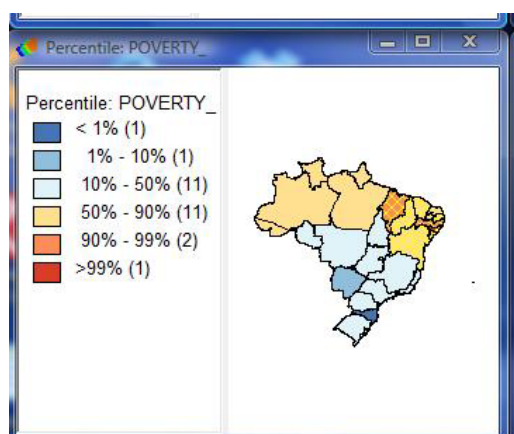 Percentile: POVERTY_
Percentile: POVERTY_
< 1% (1)
1% - 10% (1)
10% - 50% (11)
50% - 90% (11)
90% - 99% (2)
>99% (1)